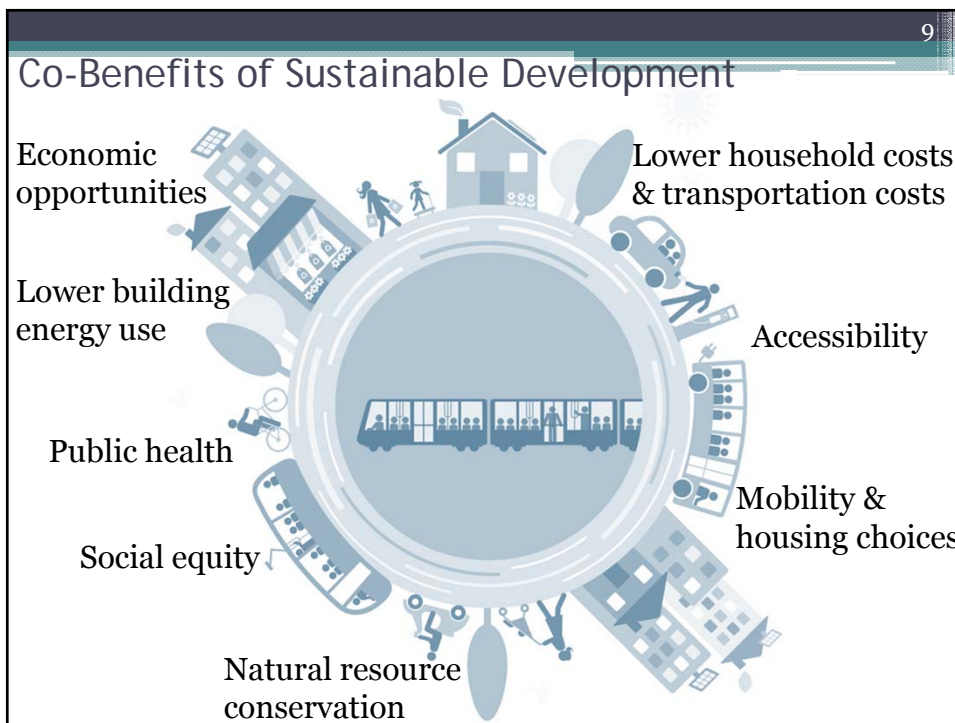 9
Co-Benefits of Sustainable Development
Economic
opportunities
Lower household costs
& transportation costs
Lower building
energy use
Accessibility
Public health
Mobility &
housing choices
Social equity
Natural resource
conservation